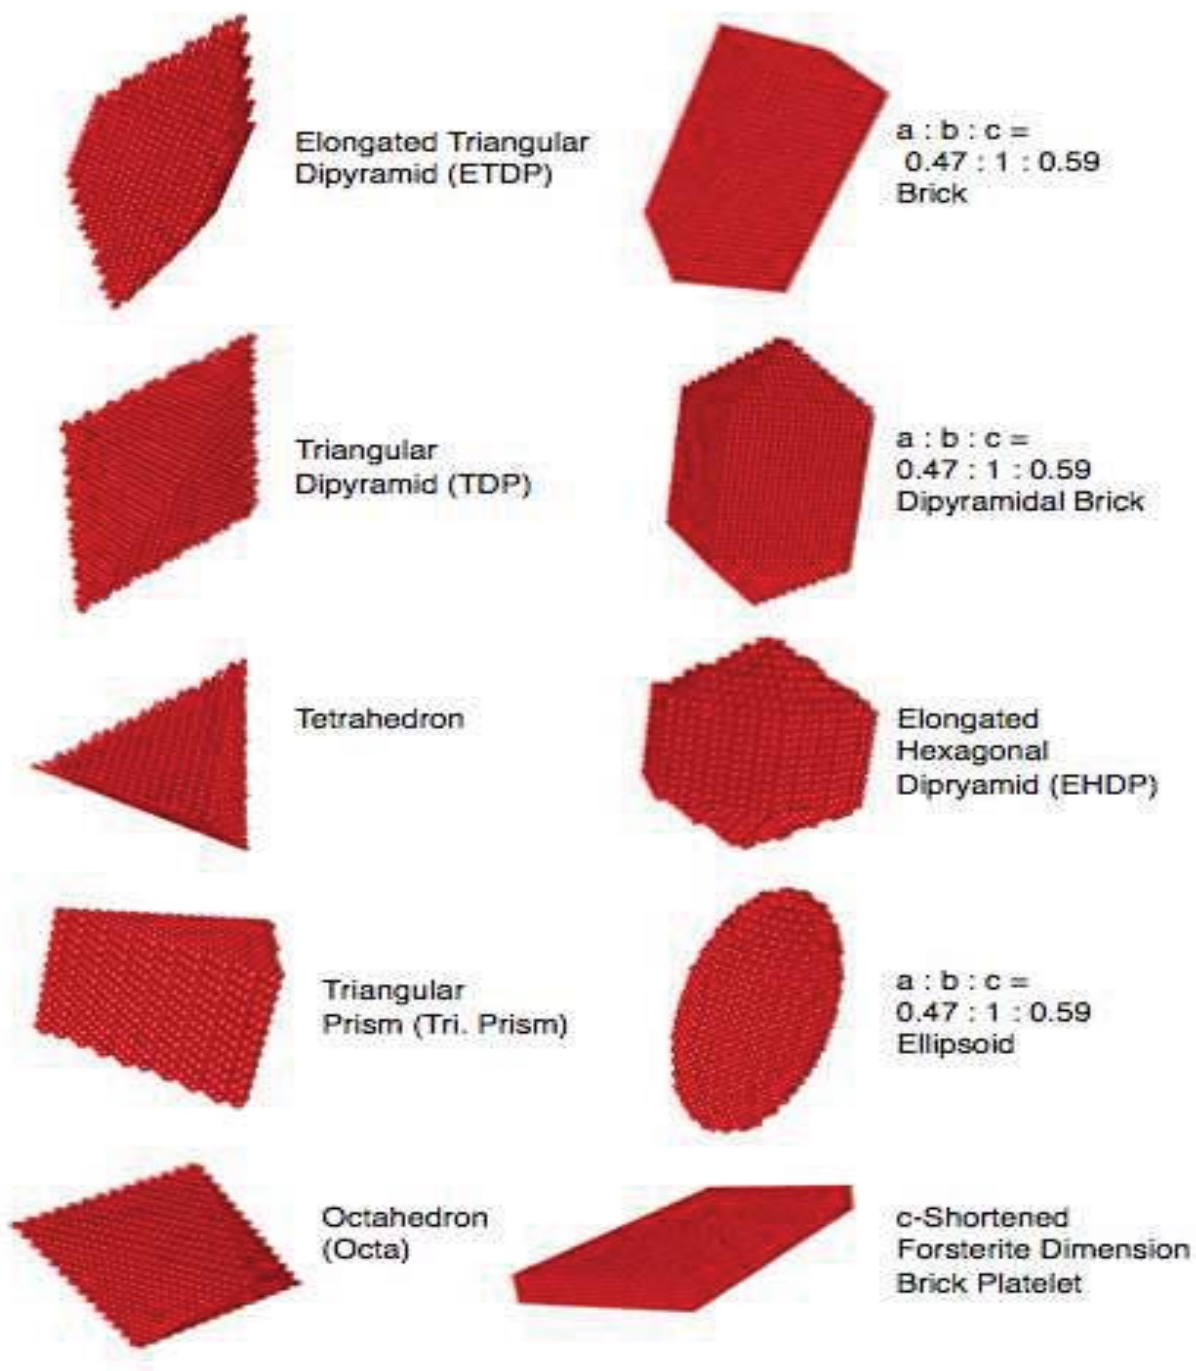 Elongated Triangular
Dipyramid (ETDP)
a : b : c =
0.47 : 1 : 0.59
Brick
Triangular
Dipyramid (TDP)
a : b : c =
0.47 : 1 : 0.59
Dipyramidal Brick
Tetrahedron
Elongated
Hexagonal
Dipryamid (EHDP)
Triangular
Prism (Tri. Prism)
a : b : c =
0.47 : 1 : 0.59
Ellipsoid
Octahedron
(Octa)
c-Shortened
Forsterite Dimension
Brick Platelet